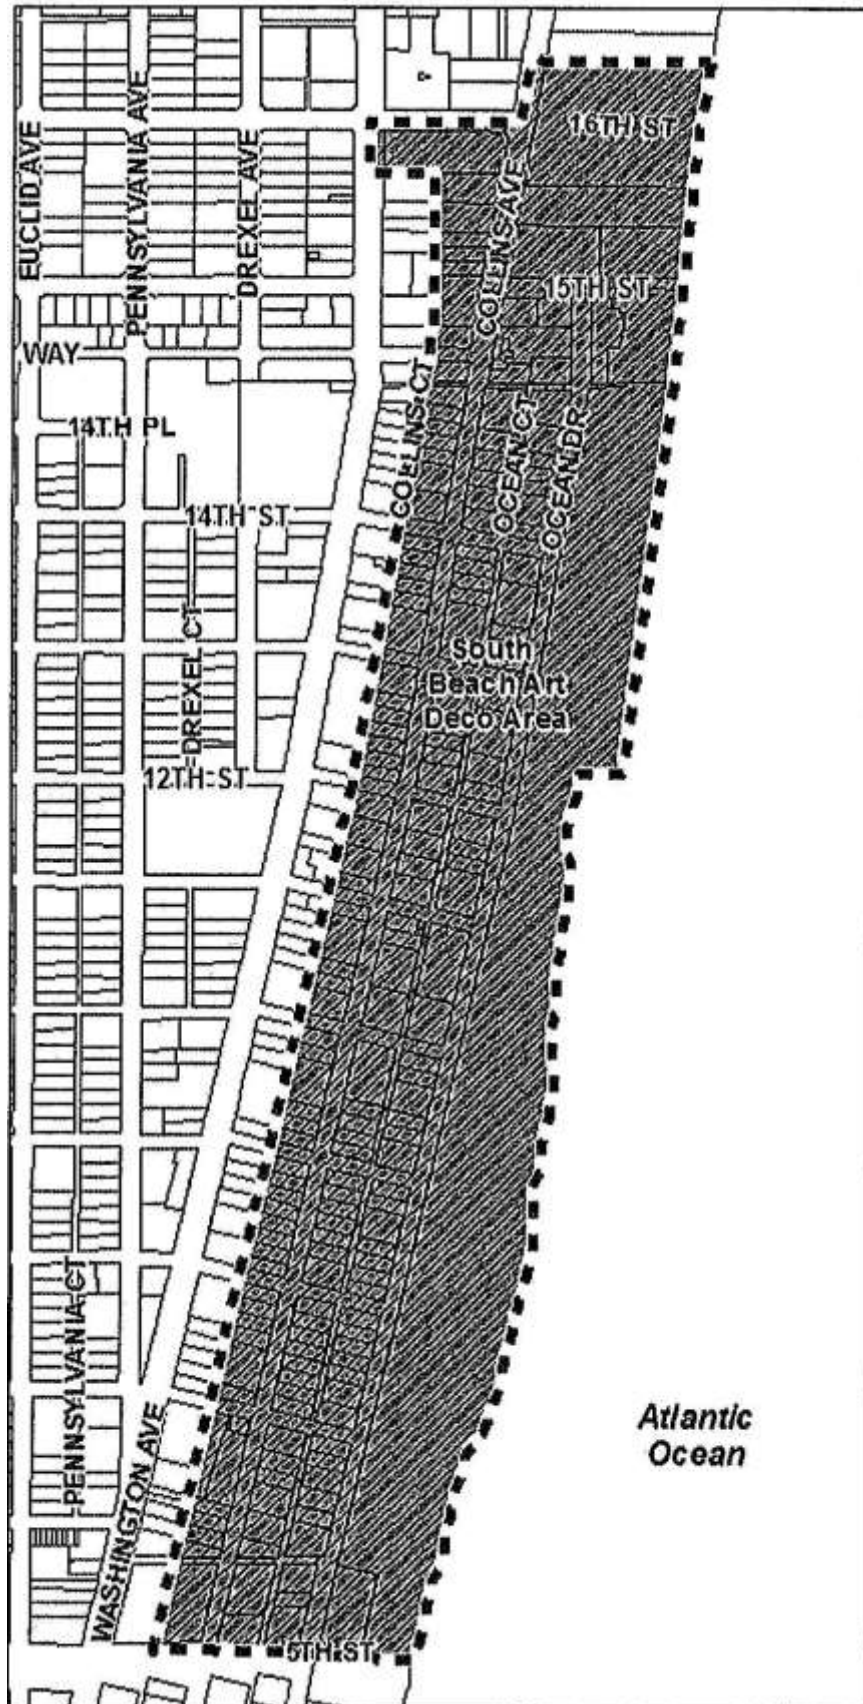 16TH ST
EUCLID AVE
PENNSYLVANIA AVE
DREXEL AVE
COLLINS AVE
15TH ST
WAY
14TH PL
COLLINS CT
OCEAN CT
OCEAN DR
14TH ST
DREXEL CT
South
Beach Art
Deco Area
12TH ST
PENNSYLVANIA CT
WASHINGTON AVE
Atlantic
Ocean
5TH ST